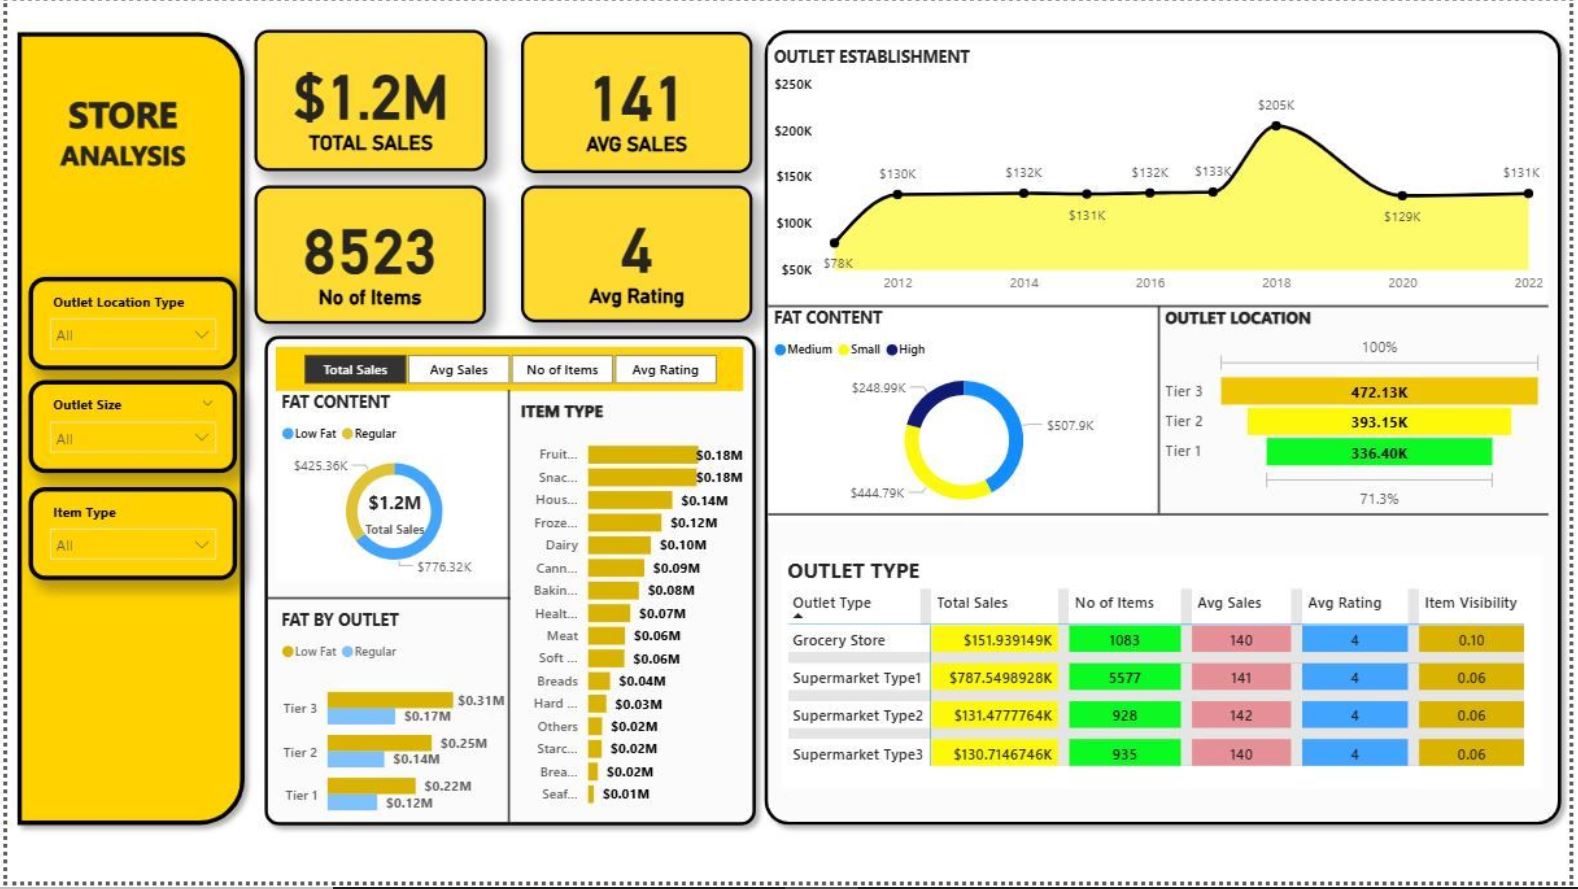 STORE
ANALYSIS
Outlet Location Type
All
Outlet Size
All
Item Type
All
$1.2M
TOTAL SALES
141
AVG SALES
8523
No of Items
4
Avg Rating
Total Sales Avg Sales No of Items Avg Rating
FAT CONTENT
Low Fat Regular
$425.36K
$1.2M
Total Sales
$776.32K
FAT BY OUTLET
Low Fat Regular
Tier 3 $0.31M
$0.17M
Tier 2 $0.25M
$0.14M
Tier 1 $0.22M
$0.12M
ITEM TYPE
Fruit... $0.18M
Snac... $0.18M
Hous... $0.14M
Froze... $0.12M
Dairy $0.10M
Cann... $0.09M
Bakin... $0.08M
Healt... $0.07M
Meat $0.06M
Soft ... $0.06M
Breads $0.04M
Hard ... $0.03M
Others $0.02M
Starc... $0.02M
Brea... $0.02M
Seaf... $0.01M
OUTLET ESTABLISHMENT
$250K
$200K
$150K
$100K
$50K
$78K
$130K
$132K
$131K
$132K
$133K
$205K
$129K
$131K
2012 2014 2016 2018 2020 2022
FAT CONTENT
Medium Small High
$248.99K
$507.9K
$444.79K
OUTLET LOCATION
100%
Tier 3 472.13K
Tier 2 393.15K
Tier 1 336.40K
71.3%
OUTLET TYPE
Outlet Type Total Sales No of Items Avg Sales Avg Rating Item Visibility
Grocery Store $151.939149K 1083 140 4 0.10
Supermarket Type1 $787.5498928K 5577 141 4 0.06
Supermarket Type2 $131.4777764K 928 142 4 0.06
Supermarket Type3 $130.7146746K 935 140 4 0.06